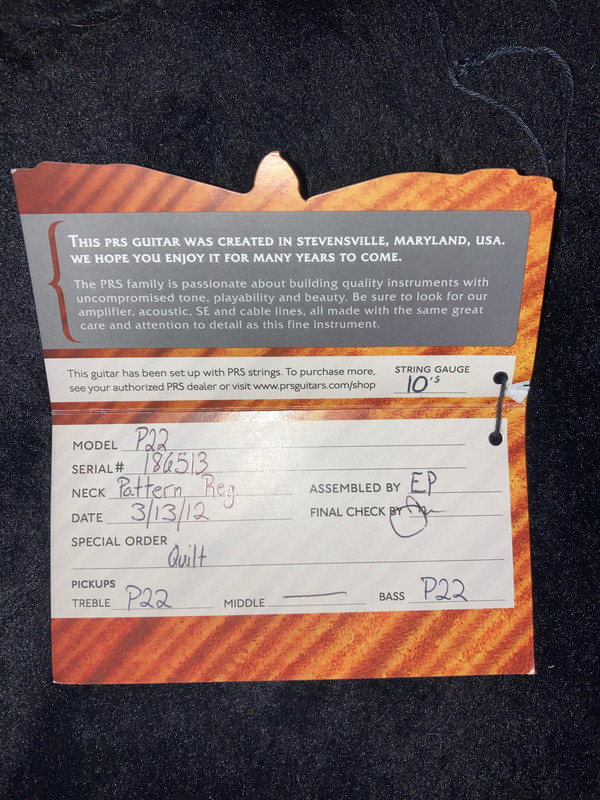 THIS PRS GUITAR WAS CREATED IN STEVENSVILLE, MARYLAND, USA.
WE HOPE YOU ENJOY IT FOR MANY YEARS TO COME.
The PRS family is passionate about building quality instruments with
uncompromised tone, playability and beauty. Be sure to look for our
amplifier, acoustic, SE and cable lines, all made with the same great
care and attention to detail as this fine instrument.
This guitar has been set up with PRS strings. To purchase more,
see your authorized PRS dealer or visit www.prsguitars.com/shop
STRING GAUGE
10's
MODEL P22
SERIAL# 186513
NECK Pattern Reg.
ASSEMBLED BY EP
DATE 3/13/12
FINAL CHECK BY
SPECIAL ORDER
Quilt
PICKUPS
TREBLE P22 MIDDLE — BASS P22